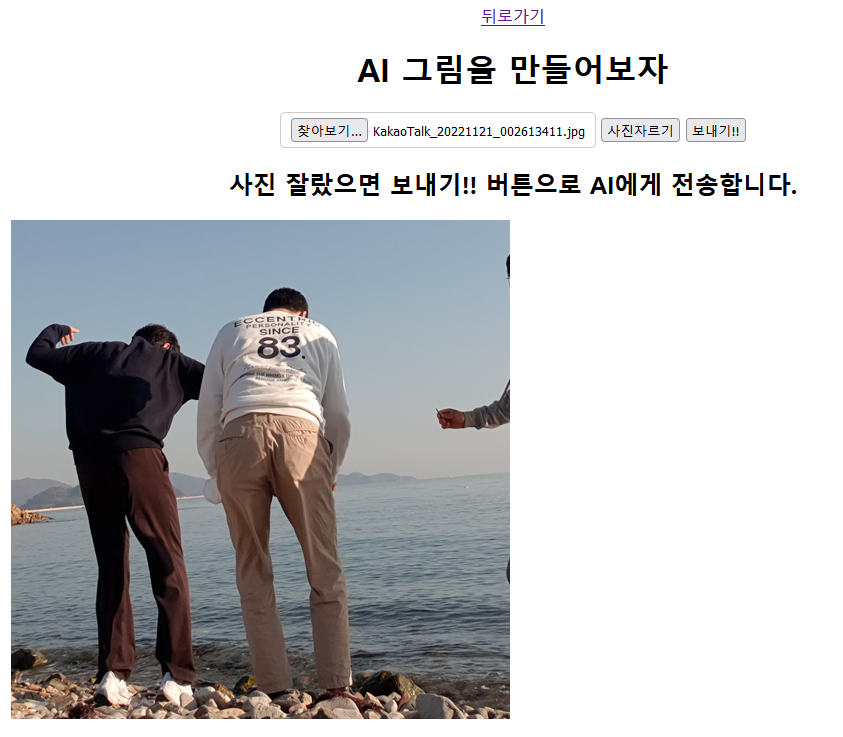 뒤로가기
AI 그림을 만들어보자
찾아보기... KakaoTalk_20221121_002613411.jpg 사진자르기 보내기!!
사진 잘랐으면 보내기!! 버튼으로 AI에게 전송합니다.
ECCENTRIC
PERSONALITY
SINCE
83.